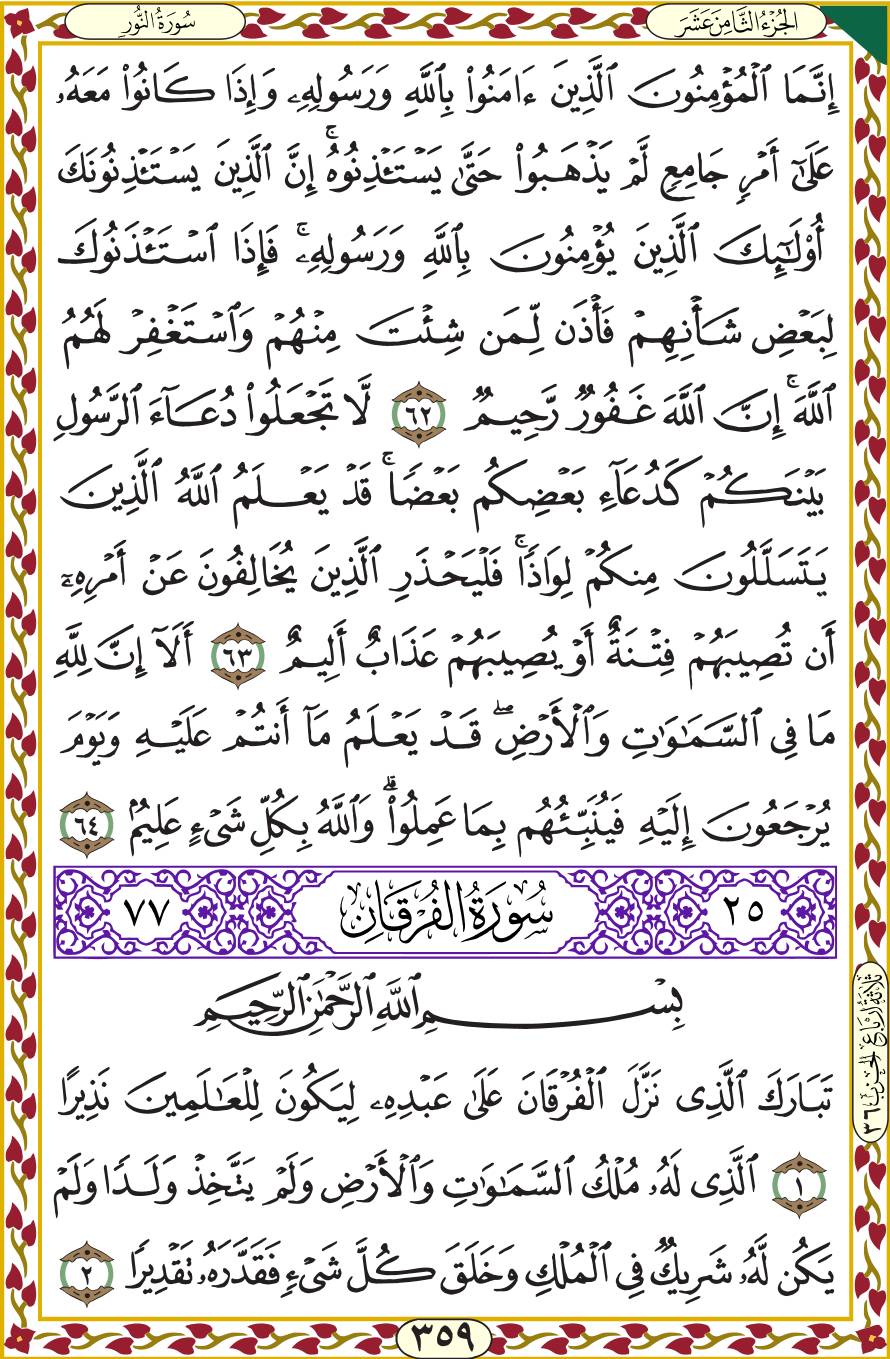 الجُزْءُ الثَّامِنَ عَشَرَ
سُورَةُ النُّورِ
إِنَّمَا ٱلْمُؤْمِنُونَ ٱلَّذِينَ ءَامَنُوا۟ بِٱللَّهِ وَرَسُولِهِۦ وَإِذَا كَانُوا۟ مَعَهُۥ
عَلَىٰٓ أَمْرٍ جَامِعٍ لَّمْ يَذْهَبُوا۟ حَتَّىٰ يَسْتَـْٔذِنُوهُ ۚ إِنَّ ٱلَّذِينَ يَسْتَـْٔذِنُونَكَ
أُو۟لَـٰٓئِكَ ٱلَّذِينَ يُؤْمِنُونَ بِٱللَّهِ وَرَسُولِهِۦ ۚ فَإِذَا ٱسْتَـْٔذَنُوكَ
لِبَعْضِ شَأْنِهِمْ فَأْذَن لِّمَن شِئْتَ مِنْهُمْ وَٱسْتَغْفِرْ لَهُمُ
ٱللَّهَ ۚ إِنَّ ٱللَّهَ غَفُورٌ رَّحِيمٌ ٦٢ لَّا تَجْعَلُوا۟ دُعَآءَ ٱلرَّسُولِ
بَيْنَكُمْ كَدُعَآءِ بَعْضِكُم بَعْضًا ۚ قَدْ يَعْلَمُ ٱللَّهُ ٱلَّذِينَ
يَتَسَلَّلُونَ مِنكُمْ لِوَاذًا ۚ فَلْيَحْذَرِ ٱلَّذِينَ يُخَالِفُونَ عَنْ أَمْرِهِۦٓ
أَن تُصِيبَهُمْ فِتْنَةٌ أَوْ يُصِيبَهُمْ عَذَابٌ أَلِيمٌ ٦٣ أَلَآ إِنَّ لِلَّهِ
مَا فِى ٱلسَّمَـٰوَٰتِ وَٱلْأَرْضِ ۖ قَدْ يَعْلَمُ مَآ أَنتُمْ عَلَيْهِ وَيَوْمَ
يُرْجَعُونَ إِلَيْهِ فَيُنَبِّئُهُم بِمَا عَمِلُوا۟ ۗ وَٱللَّهُ بِكُلِّ شَىْءٍ عَلِيمٌۢ ٦٤
٢٥ سُورَةُ الفُرْقَانِ ٧٧
بِسْمِ ٱللَّهِ ٱلرَّحْمَـٰنِ ٱلرَّحِيمِ
تَبَارَكَ ٱلَّذِى نَزَّلَ ٱلْفُرْقَانَ عَلَىٰ عَبْدِهِۦ لِيَكُونَ لِلْعَـٰلَمِينَ نَذِيرًا
١ ٱلَّذِى لَهُۥ مُلْكُ ٱلسَّمَـٰوَٰتِ وَٱلْأَرْضِ وَلَمْ يَتَّخِذْ وَلَدًا وَلَمْ
يَكُن لَّهُۥ شَرِيكٌ فِى ٱلْمُلْكِ وَخَلَقَ كُلَّ شَىْءٍ فَقَدَّرَهُۥ تَقْدِيرًا ٢
ثَلَاثَةُ أَرْبَاعِ الحِزْبِ ٣٦
٣٥٩